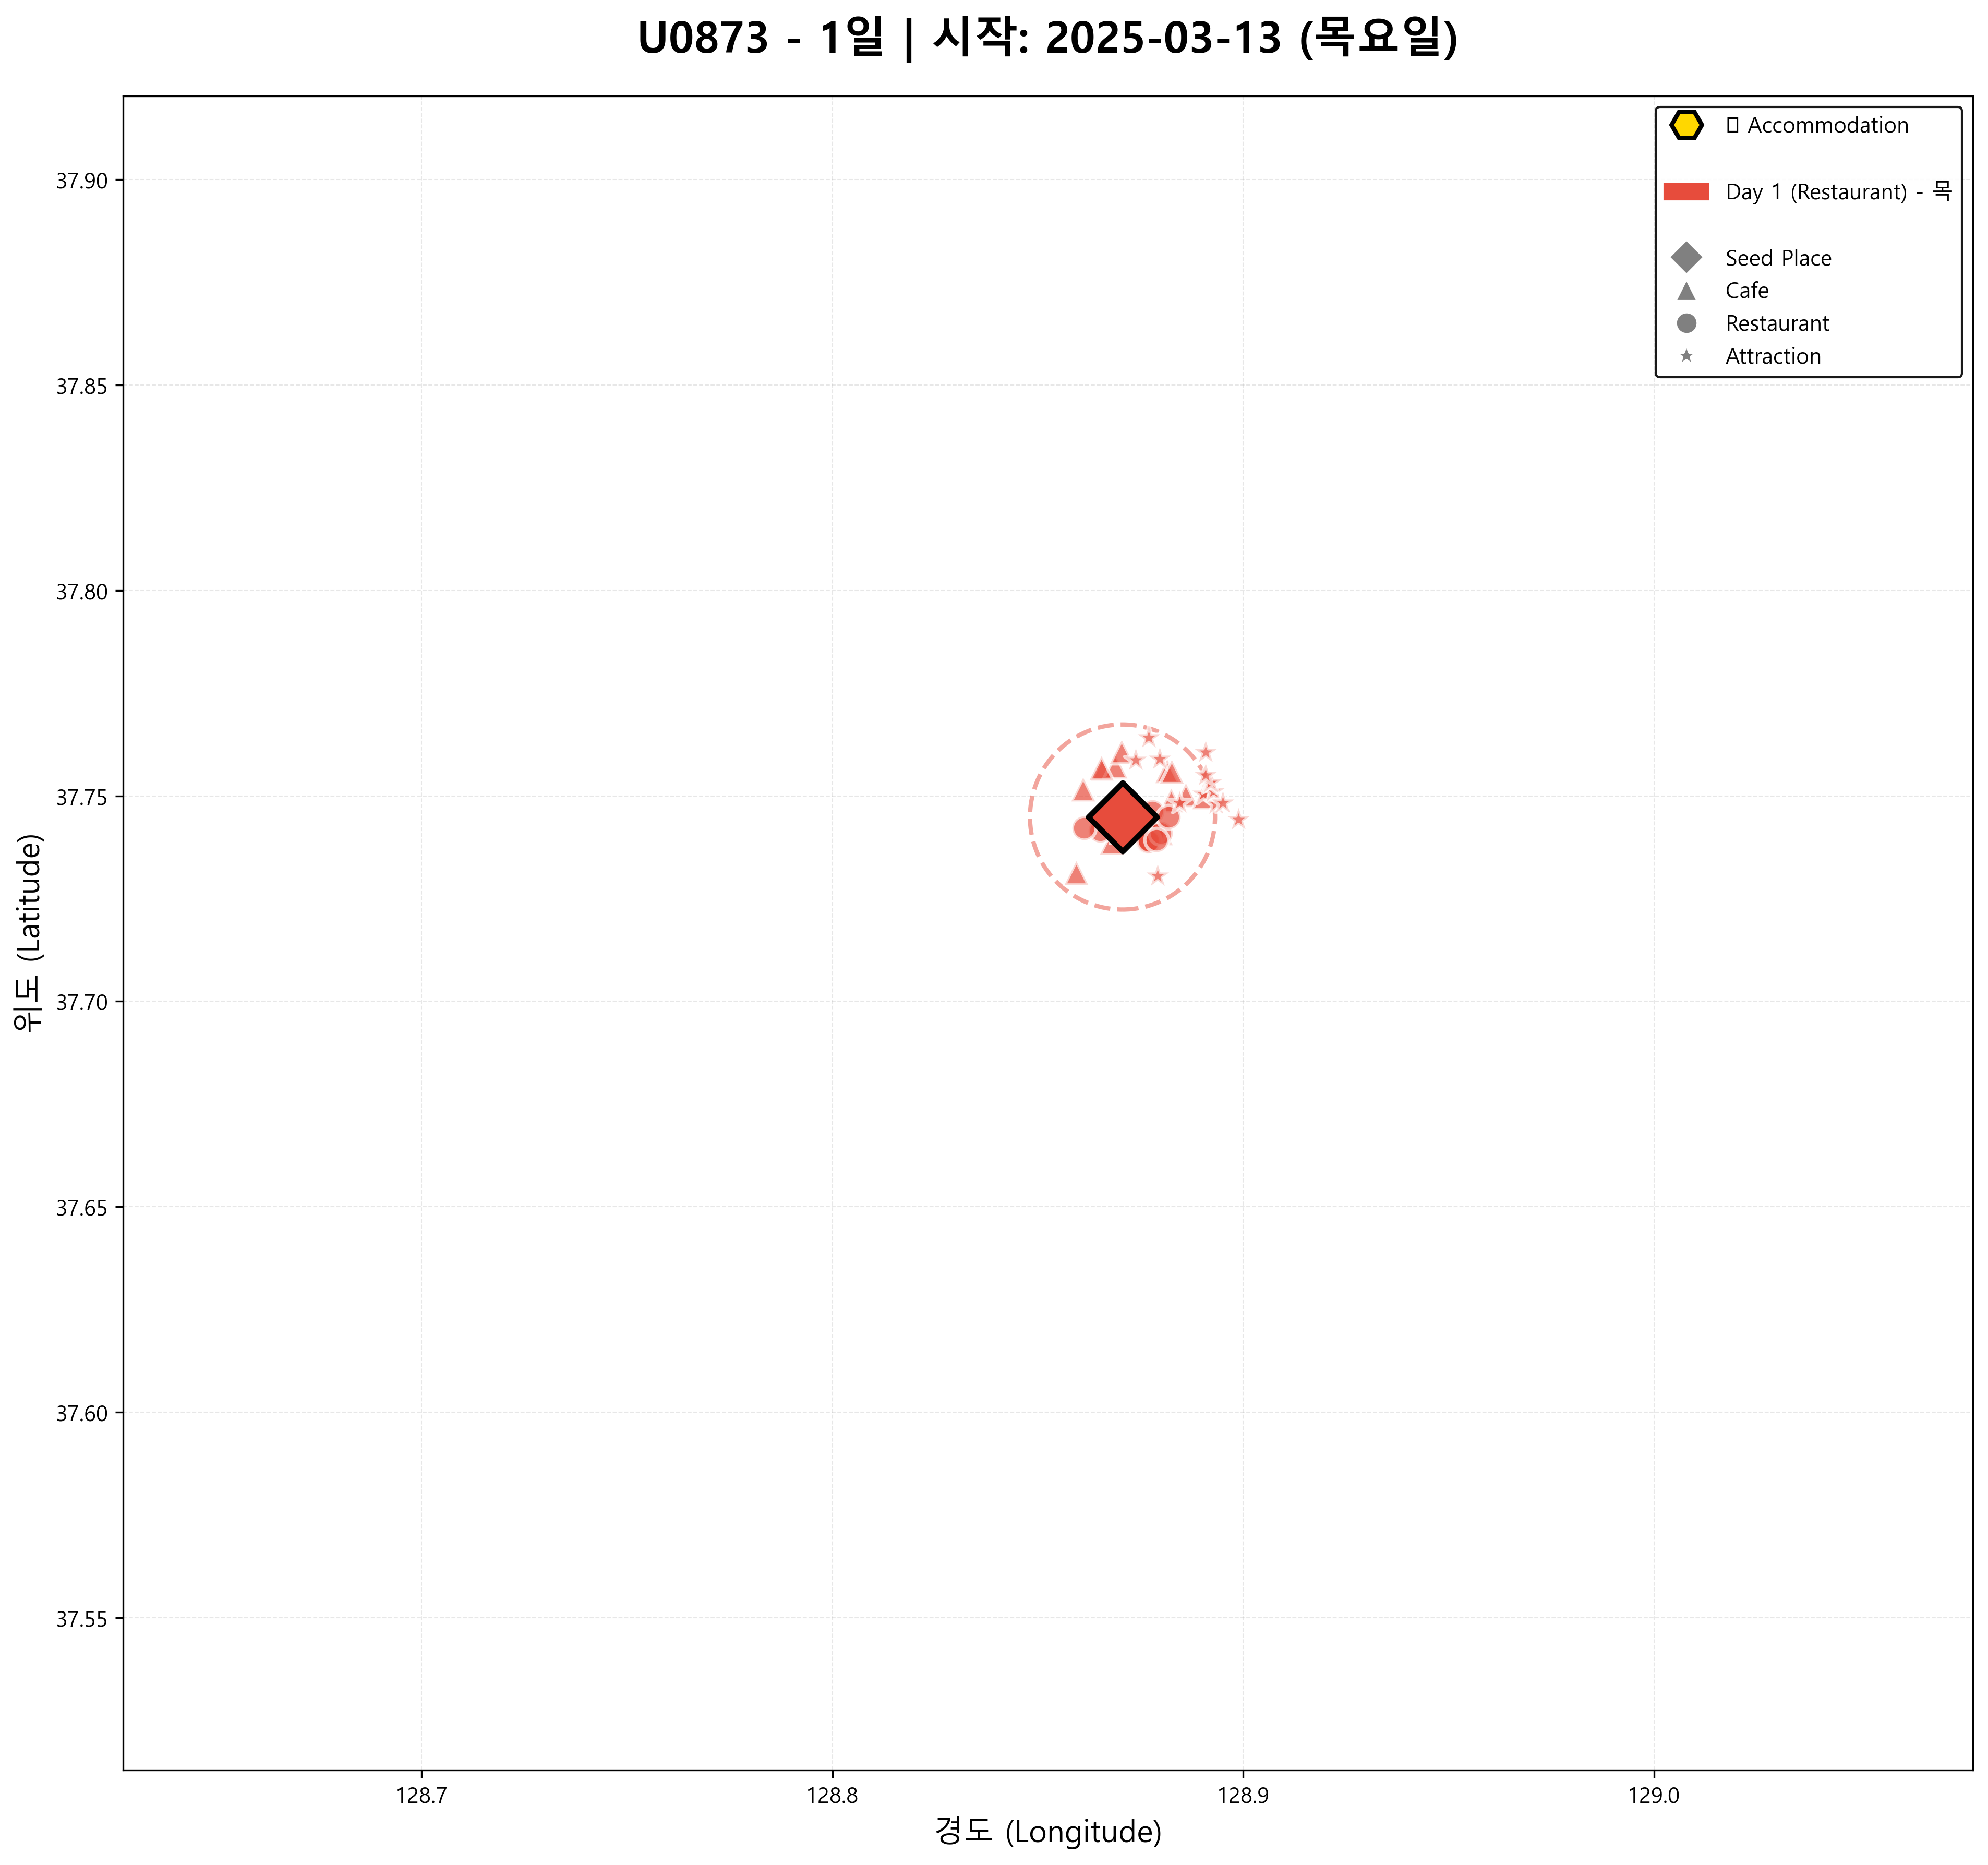 U0873 - 1일 | 시작: 2025-03-13 (목요일)
Accommodation
Day 1 (Restaurant) - 목
Seed Place
Cafe
Restaurant
Attraction
37.90
37.85
37.80
37.75
37.70
37.65
37.60
37.55
위도 (Latitude)
128.7
128.8
128.9
129.0
경도 (Longitude)